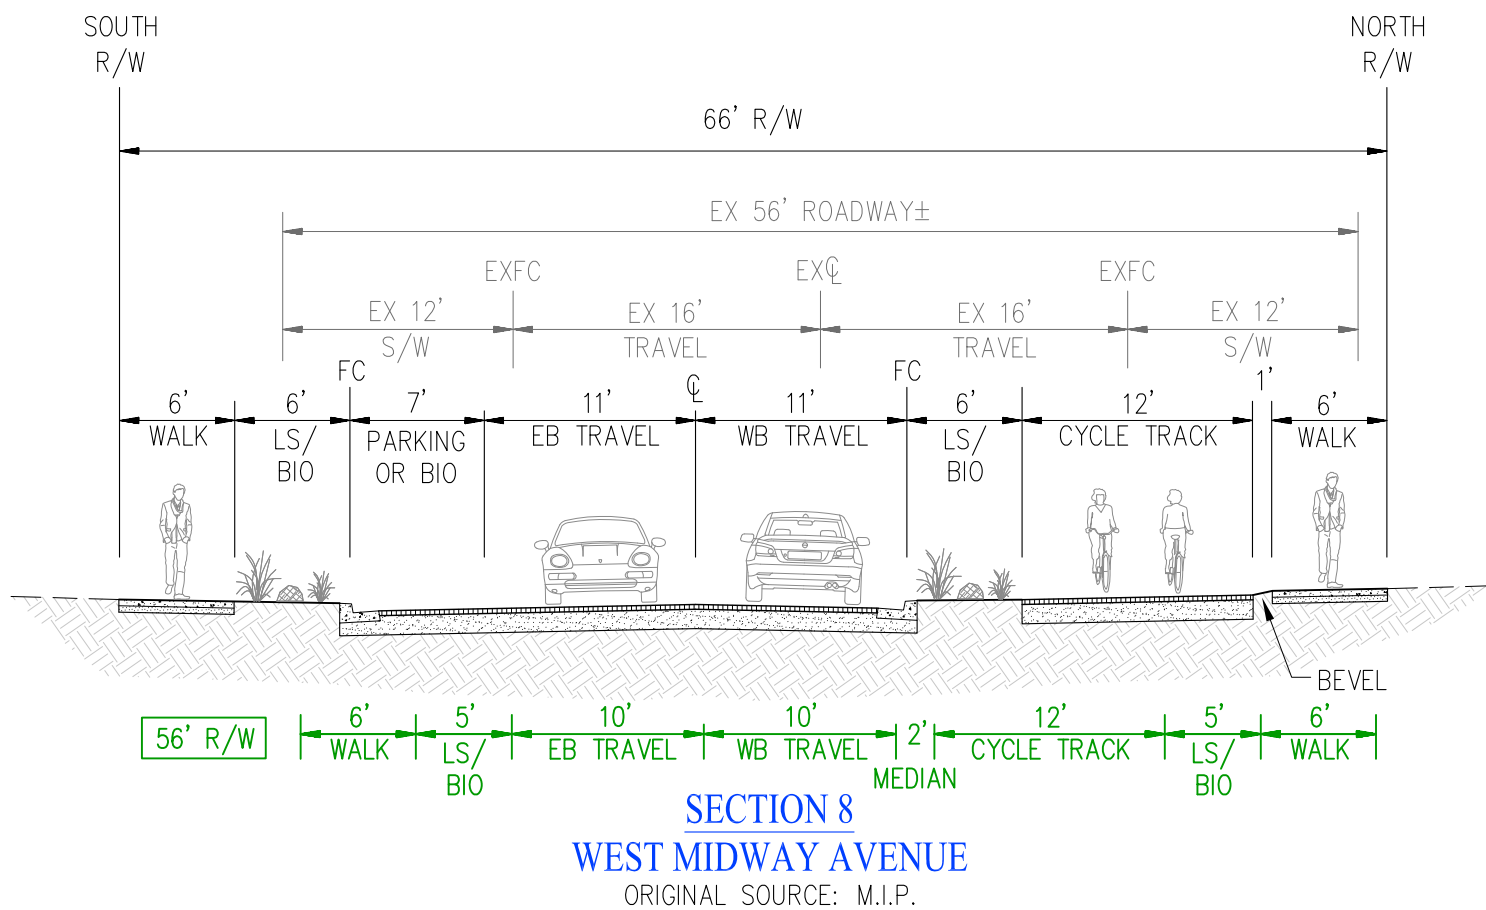 SOUTH
R/W
NORTH
R/W
66' R/W
EX 56' ROADWAY±
EXFC
EX℄
EXFC
EX 12'
S/W
EX 16'
TRAVEL
EX 16'
TRAVEL
EX 12'
S/W
FC
℄
FC
6'
WALK
6'
LS/
BIO
7'
PARKING
OR BIO
11'
EB TRAVEL
11'
WB TRAVEL
6'
LS/
BIO
12'
CYCLE TRACK
1'
6'
WALK
BEVEL
56' R/W
6'
WALK
5'
LS/
BIO
10'
EB TRAVEL
10'
WB TRAVEL
2'
MEDIAN
12'
CYCLE TRACK
5'
LS/
BIO
6'
WALK
SECTION 8
WEST MIDWAY AVENUE
ORIGINAL SOURCE: M.I.P.